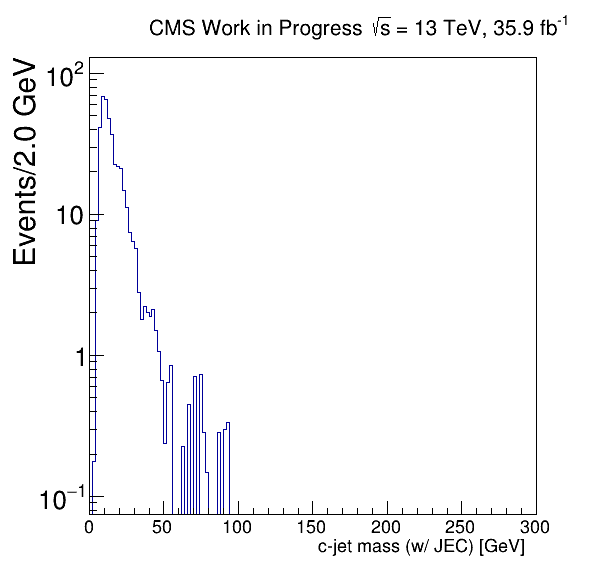 CMS Work in Progress √s = 13 TeV, 35.9 fb⁻¹
Events/2.0 GeV
10²
10
1
10⁻¹
0 50 100 150 200 250 300
c-jet mass (w/ JEC) [GeV]